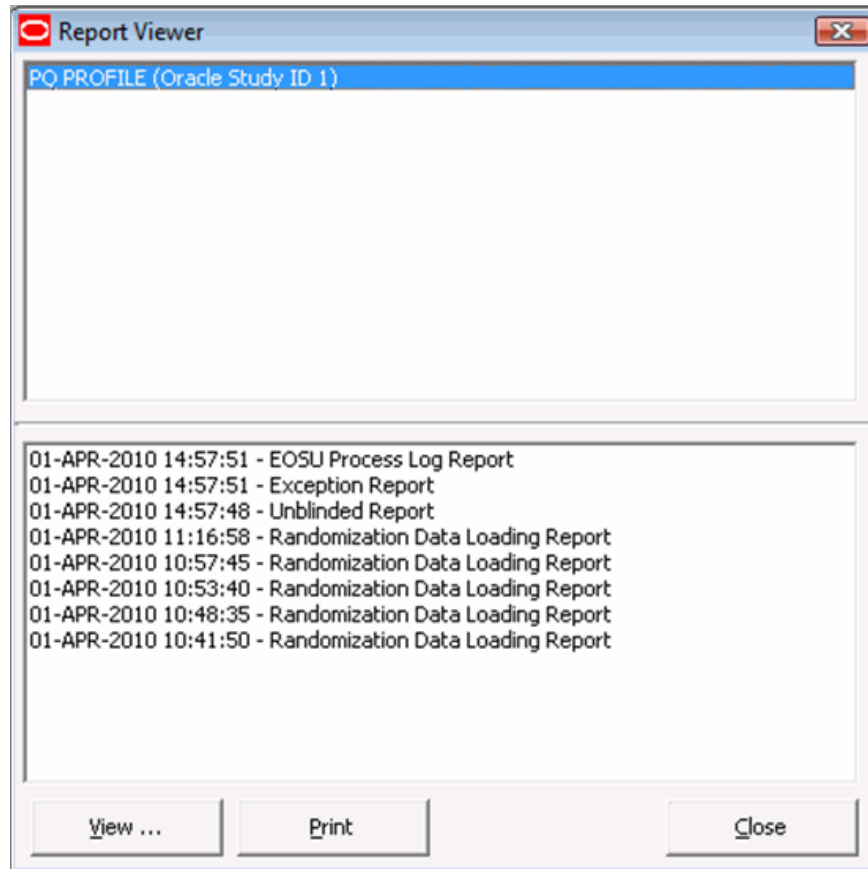 Report Viewer
PQ PROFILE (Oracle Study ID 1)
01-APR-2010 14:57:51 - EOSU Process Log Report
01-APR-2010 14:57:51 - Exception Report
01-APR-2010 14:57:48 - Unblinded Report
01-APR-2010 11:16:58 - Randomization Data Loading Report
01-APR-2010 10:57:45 - Randomization Data Loading Report
01-APR-2010 10:53:40 - Randomization Data Loading Report
01-APR-2010 10:48:35 - Randomization Data Loading Report
01-APR-2010 10:41:50 - Randomization Data Loading Report
View ... Print Close